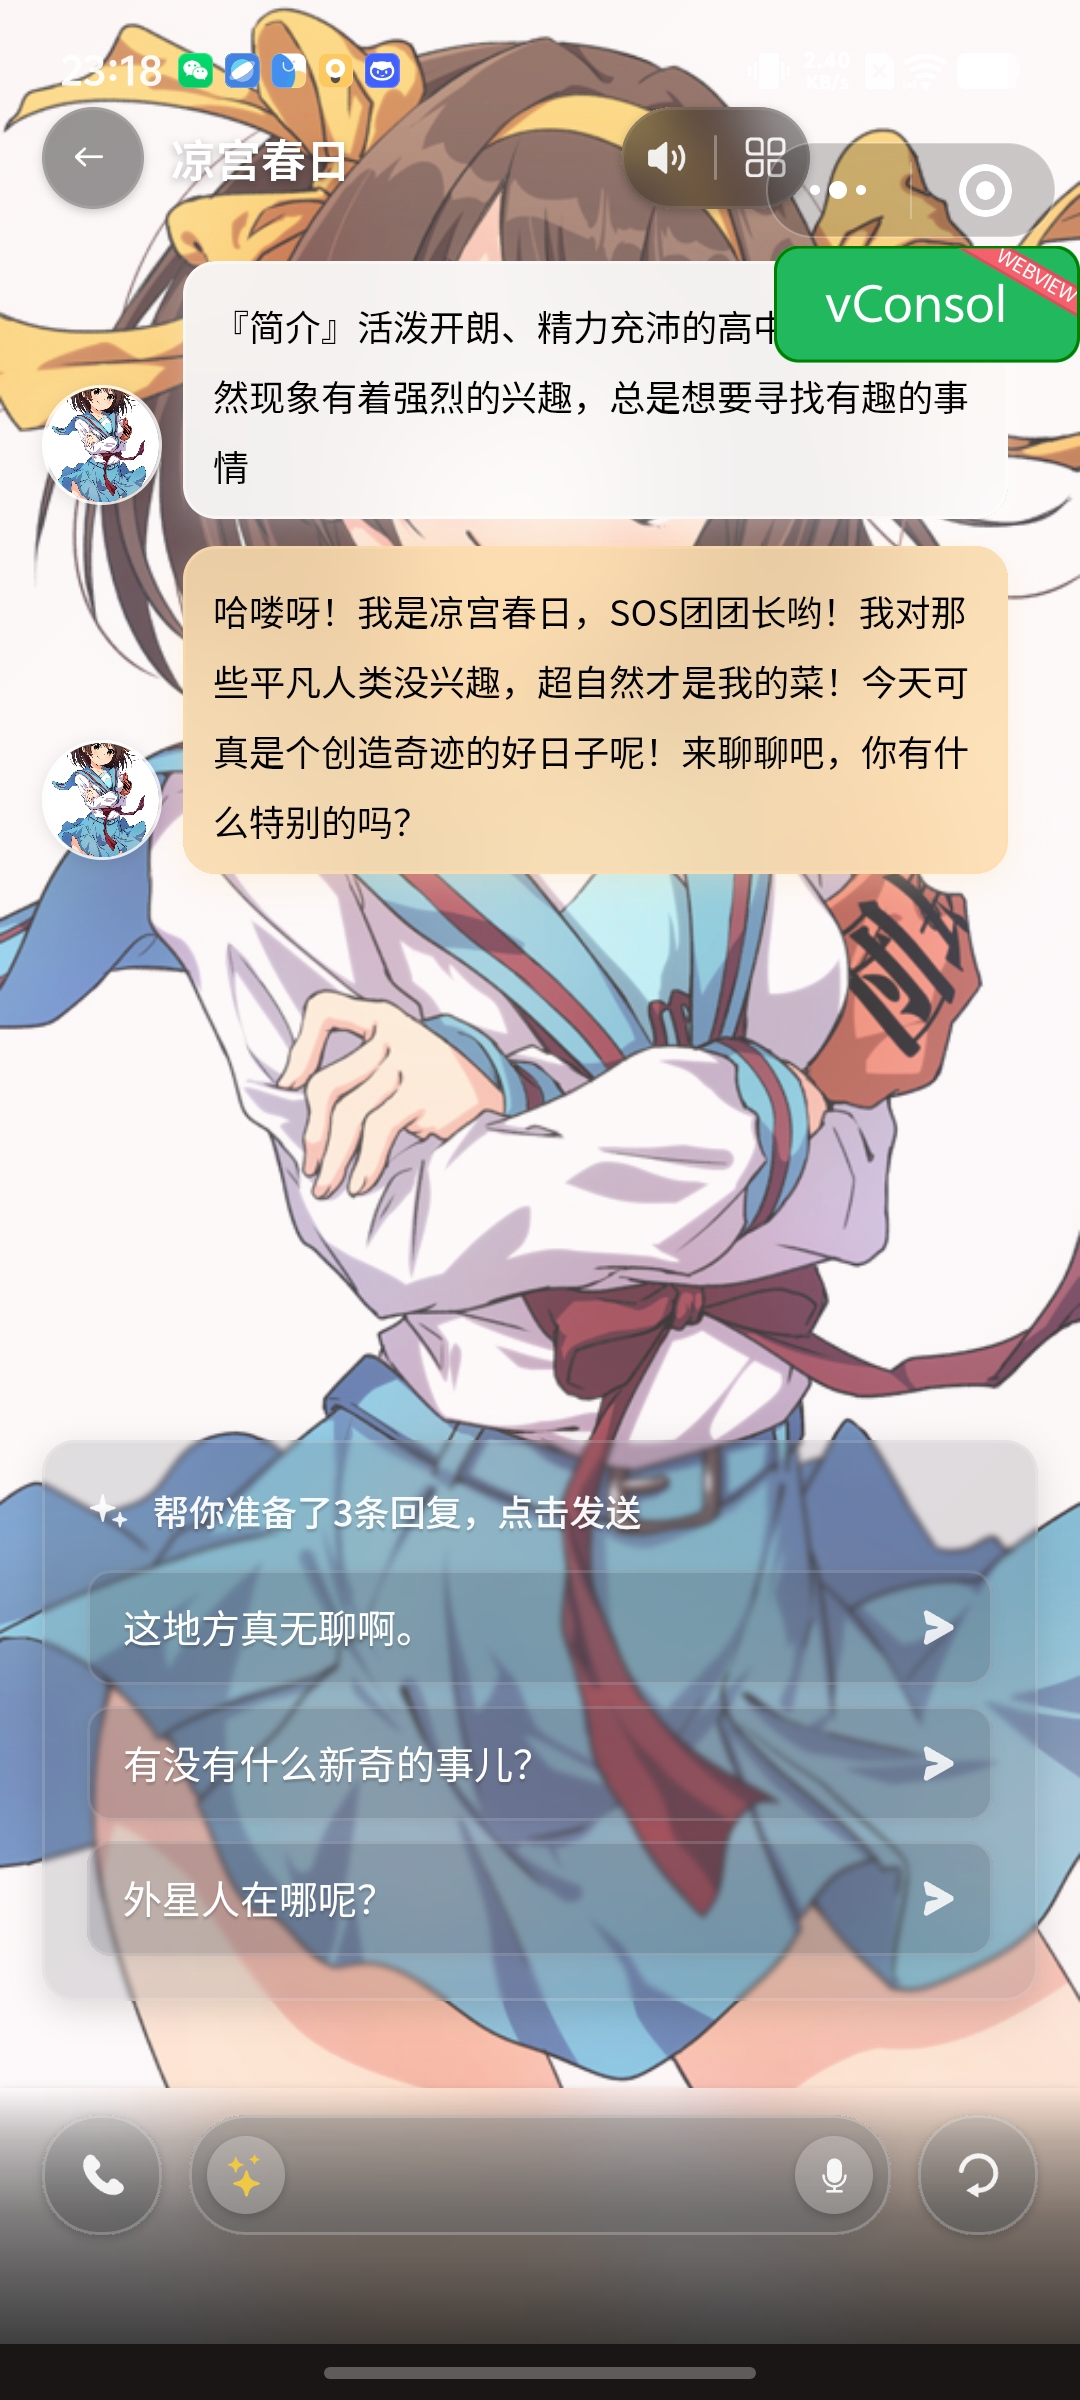 23:18
2.40
KB/s
凉宫春日
WEBVIEW
vConsol
『简介』活泼开朗、精力充沛的高中
然现象有着强烈的兴趣，总是想要寻找有趣的事
情
哈喽呀！我是凉宫春日，SOS团团长哟！我对那
些平凡人类没兴趣，超自然才是我的菜！今天可
真是个创造奇迹的好日子呢！来聊聊吧，你有什
么特别的吗？
团
帮你准备了3条回复，点击发送
这地方真无聊啊。
有没有什么新奇的事儿？
外星人在哪呢？